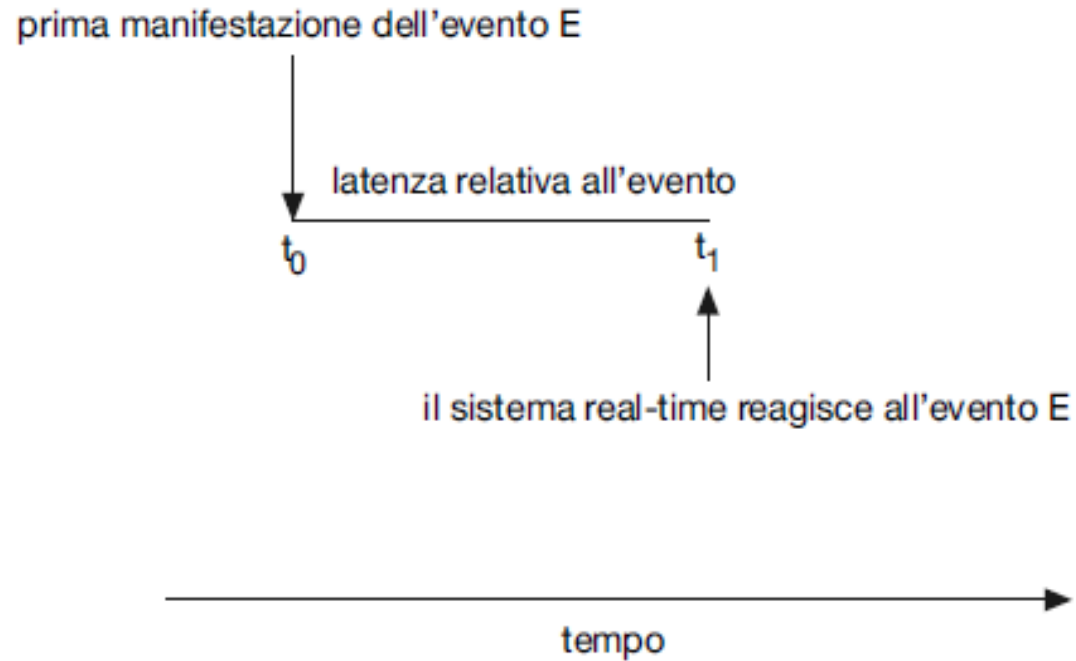 prima manifestazione dell'evento E
latenza relativa all'evento
t0
t1
il sistema real-time reagisce all'evento E
tempo